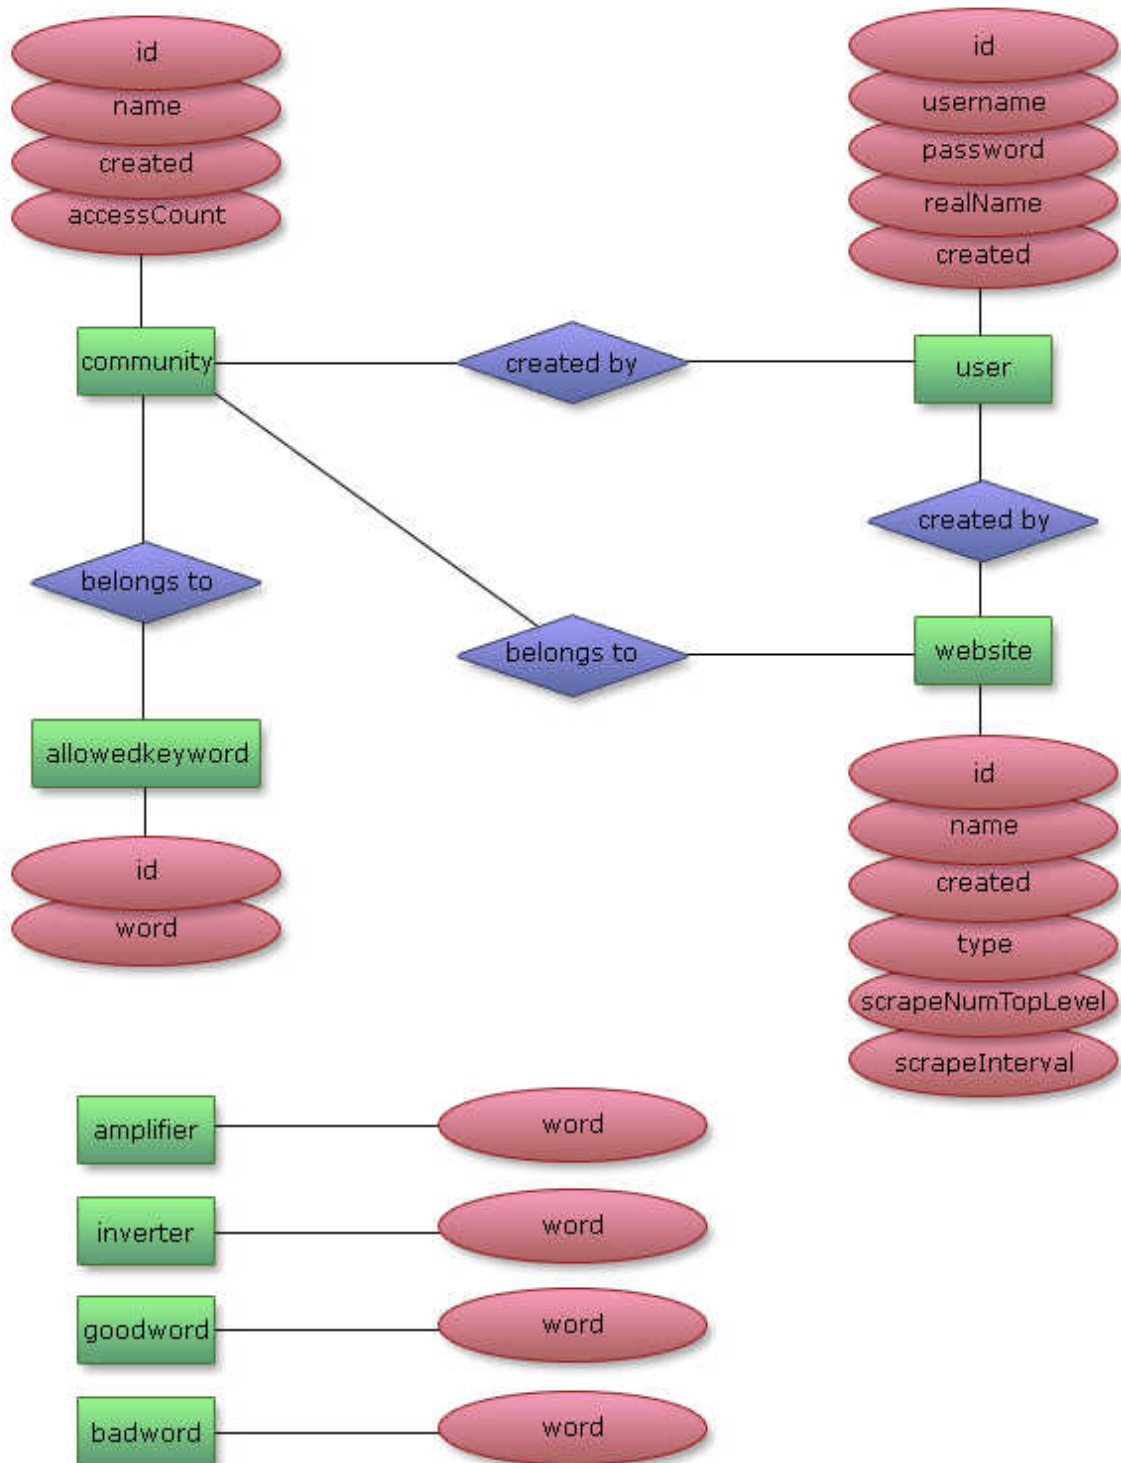 id
name
created
accessCount
community
created by
id
username
password
realName
created
user
created by
belongs to
belongs to
website
allowedkeyword
id
word
id
name
created
type
scrapeNumTopLevel
scrapeInterval
amplifier
word
inverter
word
goodword
word
badword
word